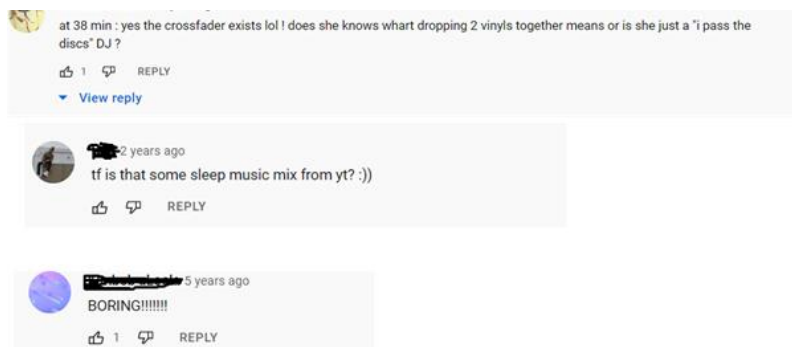 at 38 min : yes the crossfader exists lol ! does she knows whart dropping 2 vinyls together means or is she just a "i pass the
discs" DJ ?
1 REPLY
View reply
2 years ago
tf is that some sleep music mix from yt? :))
REPLY
5 years ago
BORING!!!!!!!
1 REPLY